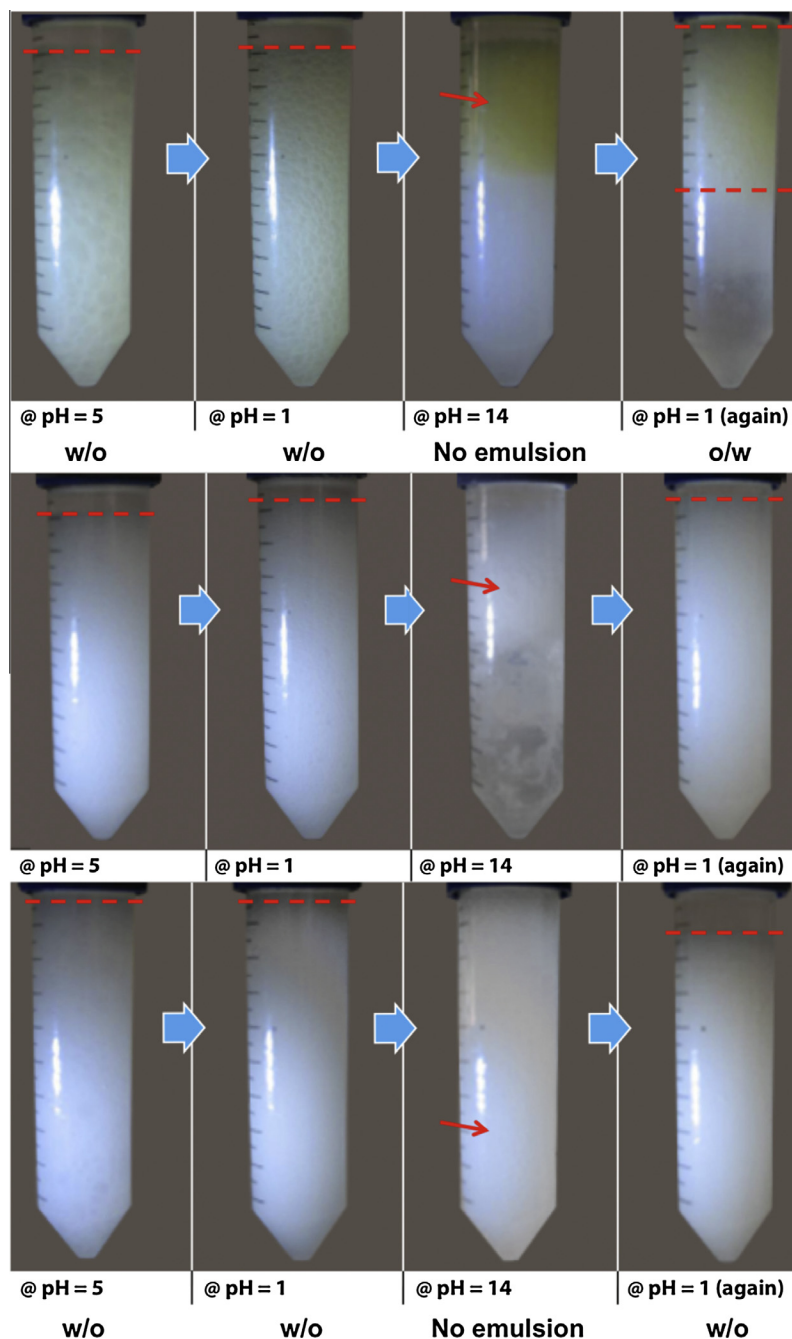 @ pH = 5 @ pH = 1 @ pH = 14 @ pH = 1 (again)
w/o w/o No emulsion o/w
@ pH = 5 @ pH = 1 @ pH = 14 @ pH = 1 (again)
@ pH = 5 @ pH = 1 @ pH = 14 @ pH = 1 (again)
w/o w/o No emulsion w/o